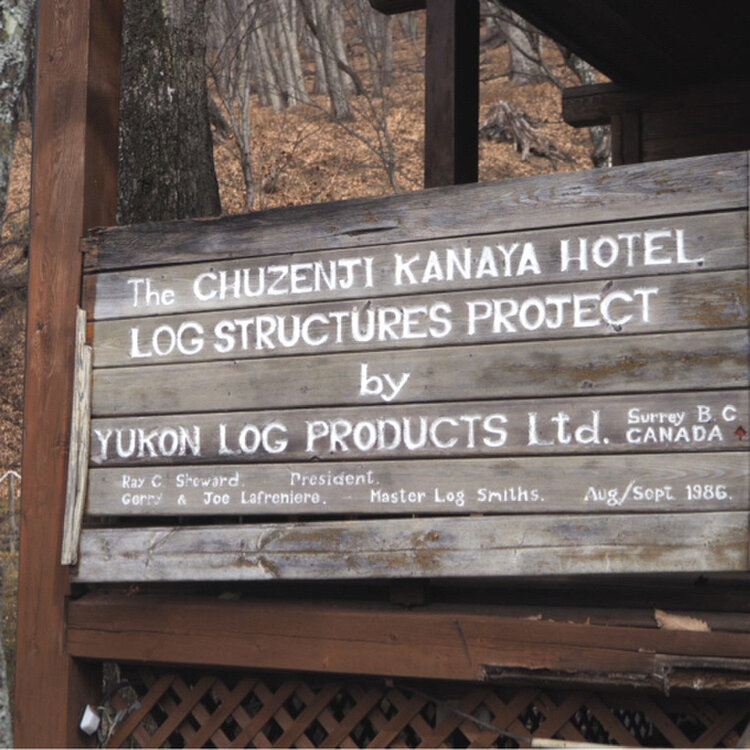 The CHUZENJI KANAYA HOTEL
LOG STRUCTURES PROJECT
by
YUKON LOG PRODUCTS Ltd. Surrey B.C
CANADA
Ray C. Sheward. President.
Gerry & Joe Lafreniere. - Master Log Smiths. Aug/Sept 1986.